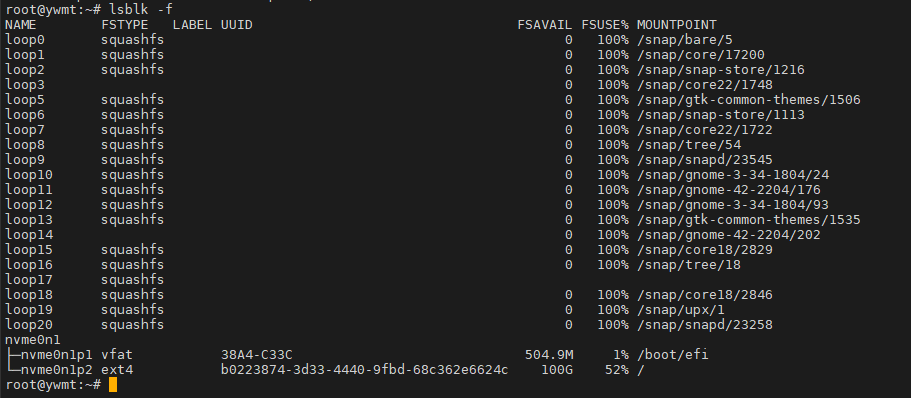 root@ywmt:~# lsblk -f
NAME        FSTYPE   LABEL UUID                                 FSAVAIL FSUSE% MOUNTPOINT
loop0       squashfs                                                  0   100% /snap/bare/5
loop1       squashfs                                                  0   100% /snap/core/17200
loop2       squashfs                                                  0   100% /snap/snap-store/1216
loop3                                                                 0   100% /snap/core22/1748
loop5       squashfs                                                  0   100% /snap/gtk-common-themes/1506
loop6       squashfs                                                  0   100% /snap/snap-store/1113
loop7       squashfs                                                  0   100% /snap/core22/1722
loop8       squashfs                                                  0   100% /snap/tree/54
loop9       squashfs                                                  0   100% /snap/snapd/23545
loop10      squashfs                                                  0   100% /snap/gnome-3-34-1804/24
loop11      squashfs                                                  0   100% /snap/gnome-42-2204/176
loop12      squashfs                                                  0   100% /snap/gnome-3-34-1804/93
loop13      squashfs                                                  0   100% /snap/gtk-common-themes/1535
loop14                                                                0   100% /snap/gnome-42-2204/202
loop15      squashfs                                                  0   100% /snap/core18/2829
loop16      squashfs                                                  0   100% /snap/tree/18
loop17      squashfs
loop18      squashfs                                                  0   100% /snap/core18/2846
loop19      squashfs                                                  0   100% /snap/upx/1
loop20      squashfs                                                  0   100% /snap/snapd/23258
nvme0n1
├─nvme0n1p1 vfat           38A4-C33C                             504.9M     1% /boot/efi
└─nvme0n1p2 ext4           b0223874-3d33-4440-9fbd-68c362e6624c    100G    52% /
root@ywmt:~#